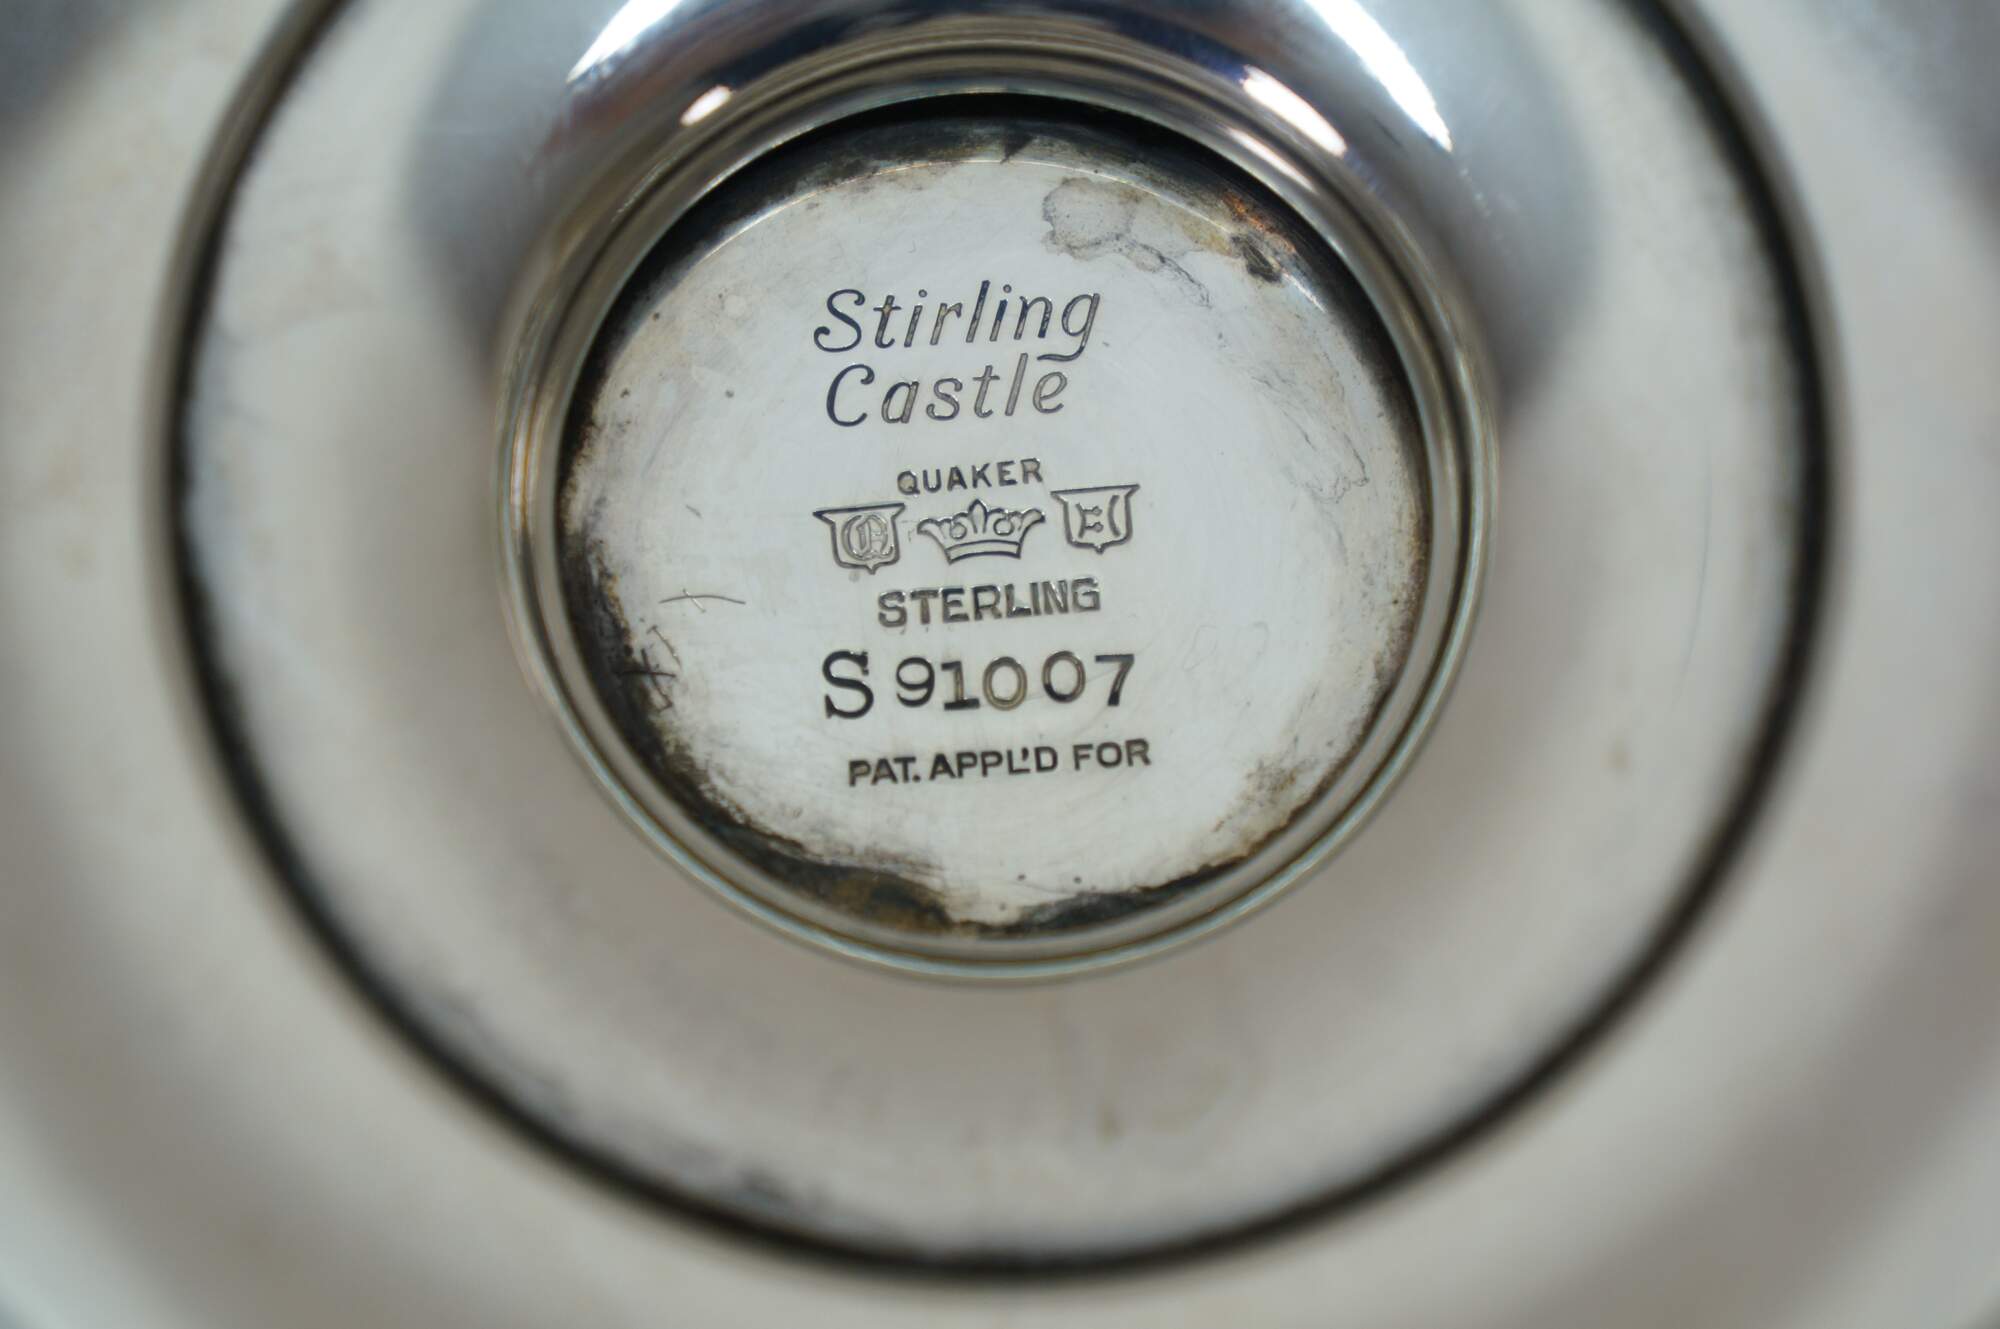 Stirling
Castle
QUAKER
STERLING
S 91007
PAT. APPL'D FOR